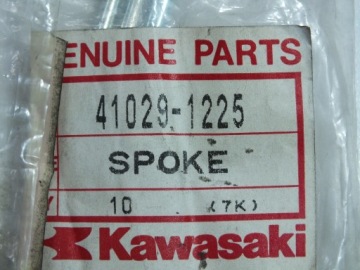 ENUINE PARTS
41029-1225
E
SPOKE
Y 10 (7K)
Kawasaki